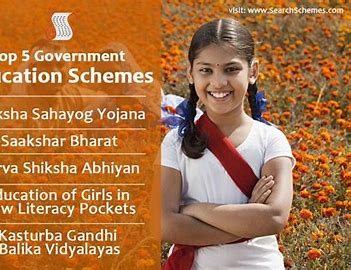 visit: www.SearchSchemes.com
op 5 Government
ucation Schemes
ksha Sahayog Yojana
Saakshar Bharat
rva Shiksha Abhiyan
ducation of Girls in
w Literacy Pockets
Kasturba Gandhi
Balika Vidyalayas